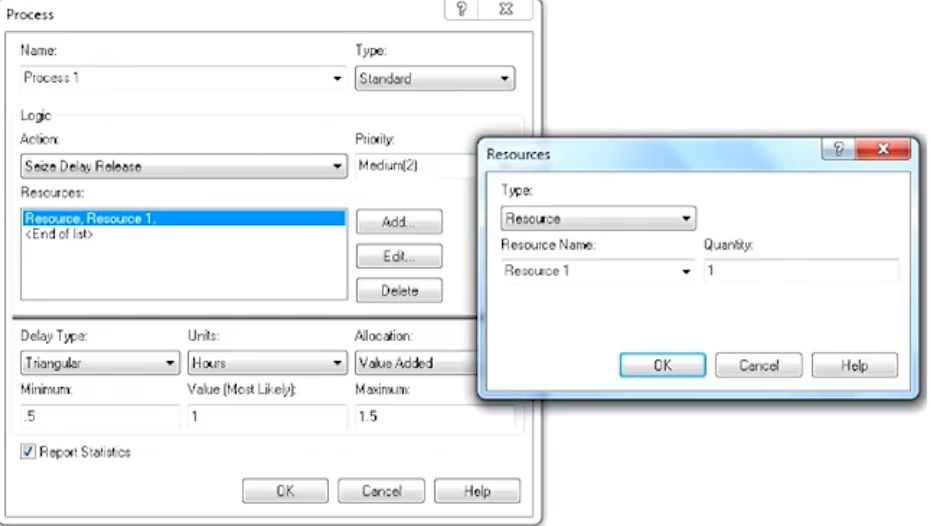 Process
Name: Type:
Process 1 Standard
Logic
Action: Priority:
Seize Delay Release Medium(2)
Resources:
Resource, Resource 1,
<End of list>
Add...
Edit...
Delete
Delay Type: Units: Allocation:
Triangular Hours Value Added
Minimum: Value (Most Likely): Maximum:
.5 1 1.5
Report Statistics
OK Cancel Help
Resources
Type:
Resource
Resource Name: Quantity:
Resource 1 1
OK Cancel Help